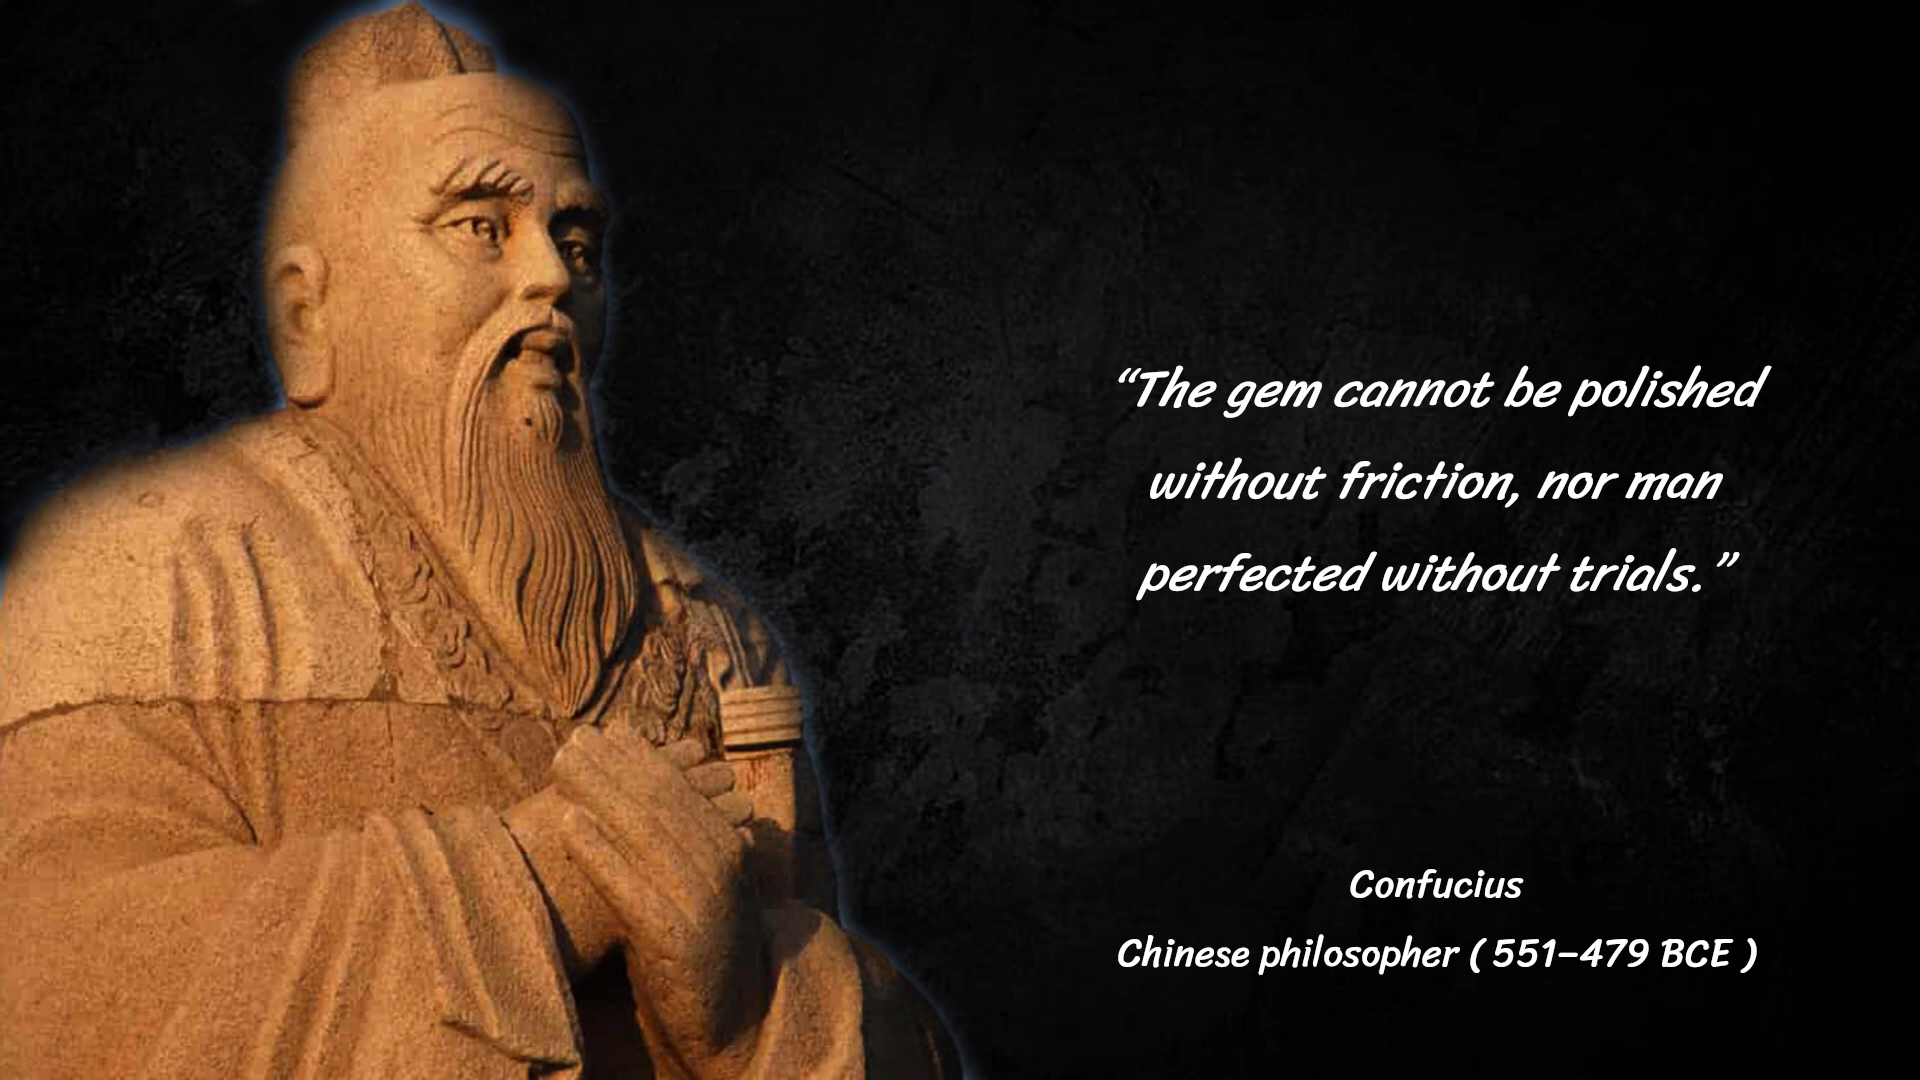 “The gem cannot be polished
without friction, nor man
perfected without trials.”
Confucius
Chinese philosopher ( 551–479 BCE )